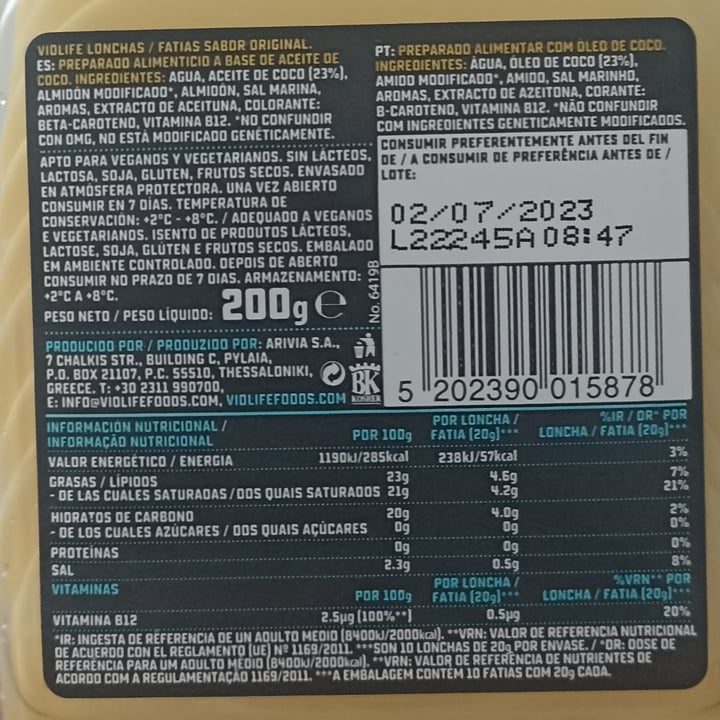 VIOLIFE LONCHAS / FATIAS SABOR ORIGINAL.
ES: PREPARADO ALIMENTICIO A BASE DE ACEITE DE
COCO. INGREDIENTES: AGUA, ACEITE DE COCO (23%),
ALMIDÓN MODIFICADO*, ALMIDÓN, SAL MARINA,
AROMAS, EXTRACTO DE ACEITUNA, COLORANTE:
BETA-CAROTENO, VITAMINA B12. *NO CONFUNDIR
CON OMG, NO ESTÁ MODIFICADO GENÉTICAMENTE.
APTO PARA VEGANOS Y VEGETARIANOS. SIN LÁCTEOS,
LACTOSA, SOJA, GLUTEN, FRUTOS SECOS. ENVASADO
EN ATMÓSFERA PROTECTORA. UNA VEZ ABIERTO
CONSUMIR EN 7 DÍAS. TEMPERATURA DE
CONSERVACIÓN: +2°C - +8°C. / ADEQUADO A VEGANOS
E VEGETARIANOS. ISENTO DE PRODUTOS LÁCTEOS,
LACTOSE, SOJA, GLÚTEN E FRUTOS SECOS. EMBALADO
EM AMBIENTE CONTROLADO. DEPOIS DE ABERTO
CONSUMIR NO PRAZO DE 7 DIAS. ARMAZENAMENTO:
+2°C A +8°C.
PESO NETO / PESO LÍQUIDO: 200g e
PRODUCIDO POR / PRODUZIDO POR: ARIVIA S.A.,
7 CHALKIS STR., BUILDING C, PYLAIA,
P.O. BOX 21107, P.C. 55510, THESSALONIKI,
GREECE. T: +30 2311 990700,
E: INFO@VIOLIFEFOODS.COM, VIOLIFEFOODS.COM
BK
KOSHER
No. 6419B
PT: PREPARADO ALIMENTAR COM ÓLEO DE COCO.
INGREDIENTES: ÁGUA, ÓLEO DE COCO (23%),
AMIDO MODIFICADO*, AMIDO, SAL MARINHO,
AROMAS, EXTRATO DE AZEITONA, CORANTE:
B-CAROTENO, VITAMINA B12. *NÃO CONFUNDIR
COM INGREDIENTES GENETICAMENTE MODIFICADOS.
CONSUMIR PREFERENTEMENTE ANTES DEL FIN
DE / A CONSUMIR DE PREFERÊNCIA ANTES DE /
LOTE:
02/07/2023
L22245A 08:47
5 202390 015878
INFORMACIÓN NUTRICIONAL / INFORMAÇÃO NUTRICIONAL POR 100g POR LONCHA / FATIA (20g)*** %IR / DR* POR LONCHA / FATIA (20g)***
VALOR ENERGÉTICO / ENERGIA 1190kJ/285kcal 238kJ/57kcal 3%
GRASAS / LÍPIDOS 23g 4.6g 7%
- DE LAS CUALES SATURADAS / DOS QUAIS SATURADOS 21g 4.2g 21%
HIDRATOS DE CARBONO 20g 4.0g 2%
- DE LOS CUALES AZÚCARES / DOS QUAIS AÇÚCARES 0g 0g 0%
PROTEÍNAS 0g 0g 0%
SAL 2.3g 0.5g 8%
VITAMINAS POR 100g POR LONCHA / FATIA (20g)*** %VRN** POR LONCHA / FATIA (20g)***
VITAMINA B12 2.5µg (100%**) 0.5µg 20%
*IR: INGESTA DE REFERENCIA DE UN ADULTO MEDIO (8400kJ/2000kcal). **VRN: VALOR DE REFERENCIA NUTRICIONAL
DE ACUERDO CON EL REGLAMENTO (UE) Nº 1169/2011. ***SON 10 LONCHAS DE 20g POR ENVASE. / *DR: DOSE DE
REFERÊNCIA PARA UM ADULTO MÉDIO (8400kJ/2000kcal). **VRN: VALOR DE REFERÊNCIA DE NUTRIENTES DE
ACORDO COM A REGULAMENTAÇÃO 1169/2011. ***A EMBALAGEM CONTÉM 10 FATIAS COM 20g CADA.